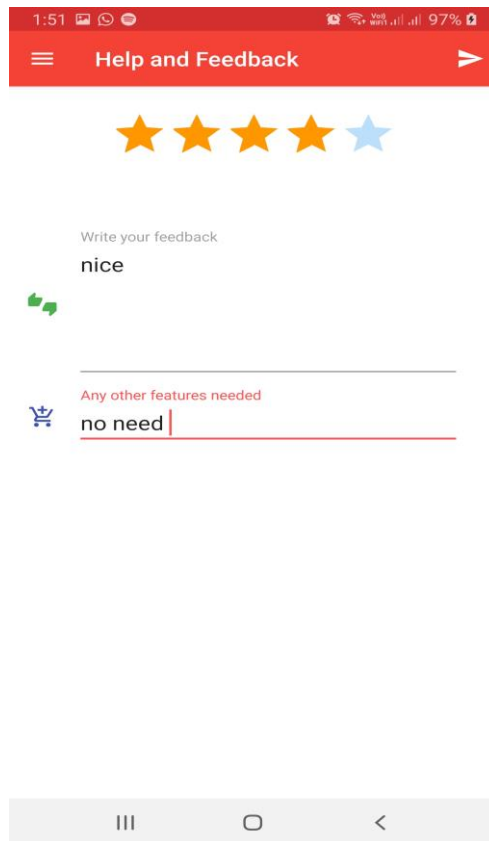 1:51 97%
Help and Feedback
Write your feedback
nice
Any other features needed
no need